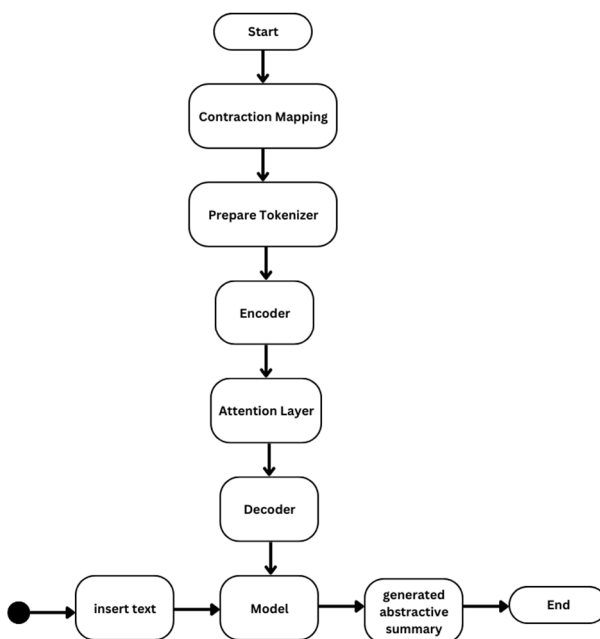 Start
Contraction Mapping
Prepare Tokenizer
Encoder
Attention Layer
Decoder
insert text
Model
generated
abstractive
summary
End